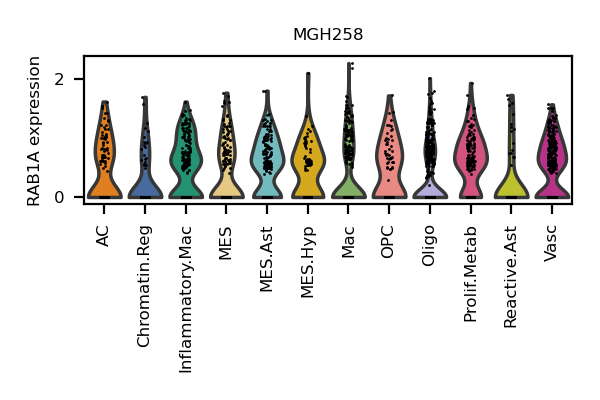 MGH258
RAB1A expression
2
0
AC
Chromatin.Reg
Inflammatory.Mac
MES
MES.Ast
MES.Hyp
Mac
OPC
Oligo
Prolif.Metab
Reactive.Ast
Vasc